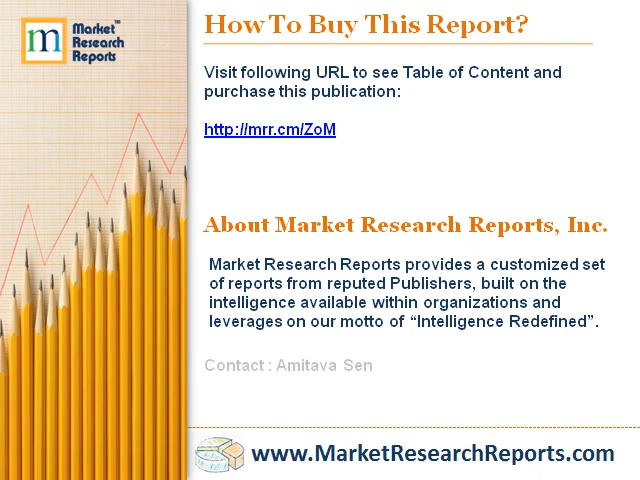 m
Market™
Research
Reports
How To Buy This Report?
Visit following URL to see Table of Content and
purchase this publication:
http://mrr.cm/ZoM
About Market Research Reports, Inc.
Market Research Reports provides a customized set
of reports from reputed Publishers, built on the
intelligence available within organizations and
leverages on our motto of “Intelligence Redefined”.
Contact : Amitava Sen
www.MarketResearchReports.com